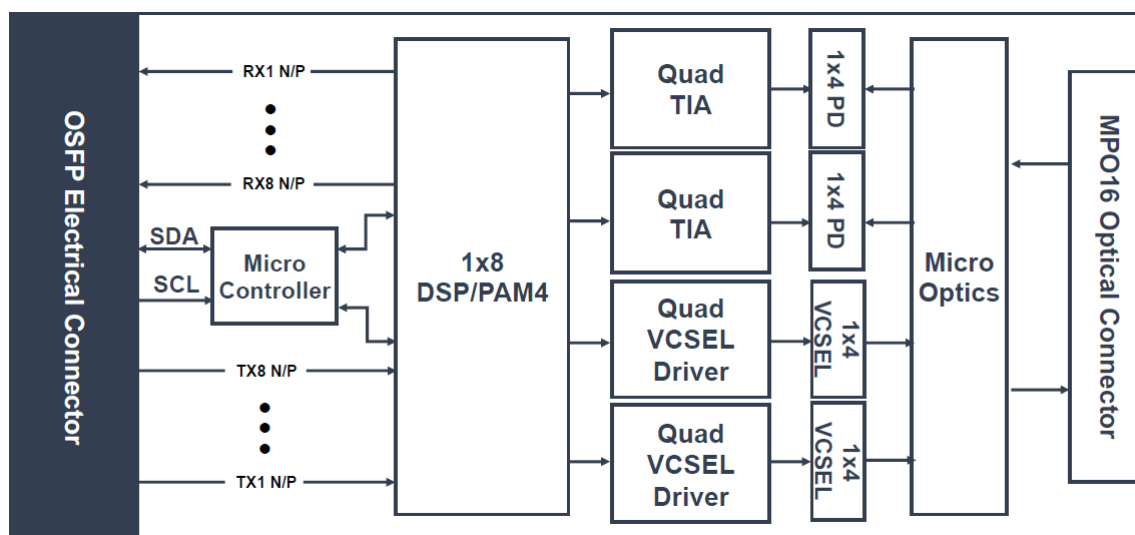 OSFP Electrical Connector
RX1 N/P
RX8 N/P
SDA
SCL
Micro
Controller
TX8 N/P
TX1 N/P
1x8
DSP/PAM4
Quad
TIA
Quad
TIA
Quad
VCSEL
Driver
Quad
VCSEL
Driver
1x4 PD
1x4 PD
1x4
VCSEL
1x4
VCSEL
Micro
Optics
MPO16 Optical Connector